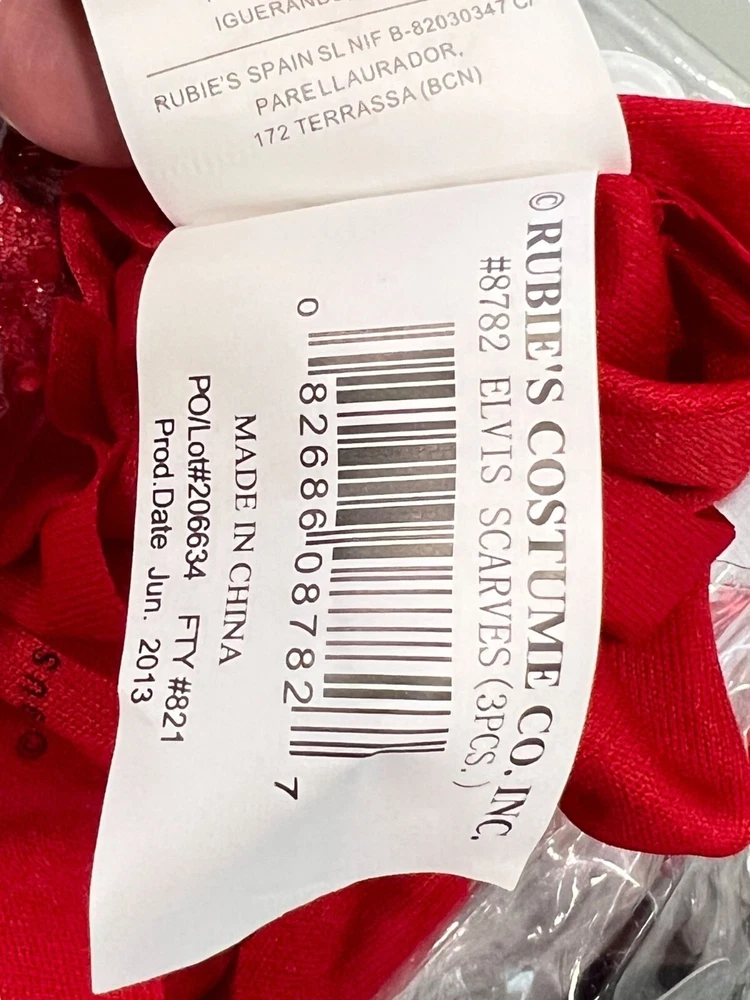 IGUERANDE
RUBIE'S SPAIN SL NIF B-82030347 C/
PARELLAURADOR,
172 TERRASSA (BCN)
© RUBIE'S COSTUME CO. INC.
#8782 ELVIS SCARVES (3PCS.)
0 82686 08782 7
MADE IN CHINA
PO/Lot#206634 FTY #821
Prod.Date Jun. 2013